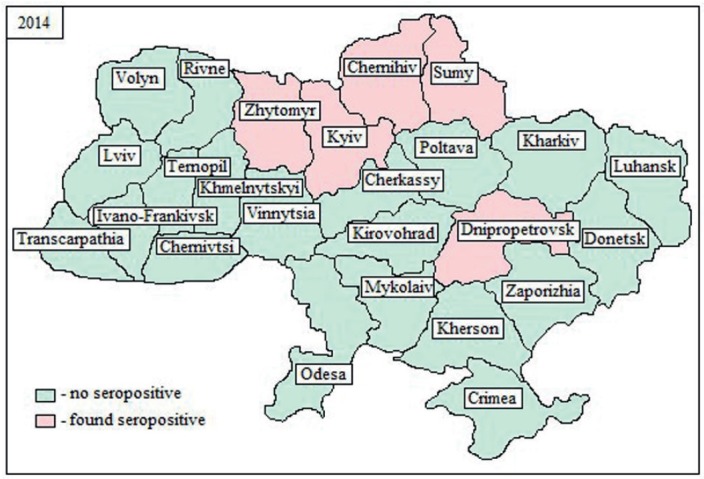 2014
Volyn
Rivne
Chernihiv
Sumy
Zhytomyr
Kyiv
Lviv
Ternopil
Poltava
Kharkiv
Luhansk
Khmelnytskyi
Cherkassy
Ivano-Frankivsk
Vinnytsia
Transcarpathia
Chernivtsi
Kirovohrad
Dnipropetrovsk
Donetsk
Mykolaiv
Zaporizhia
Kherson
Odesa
Crimea
- no seropositive
- found seropositive